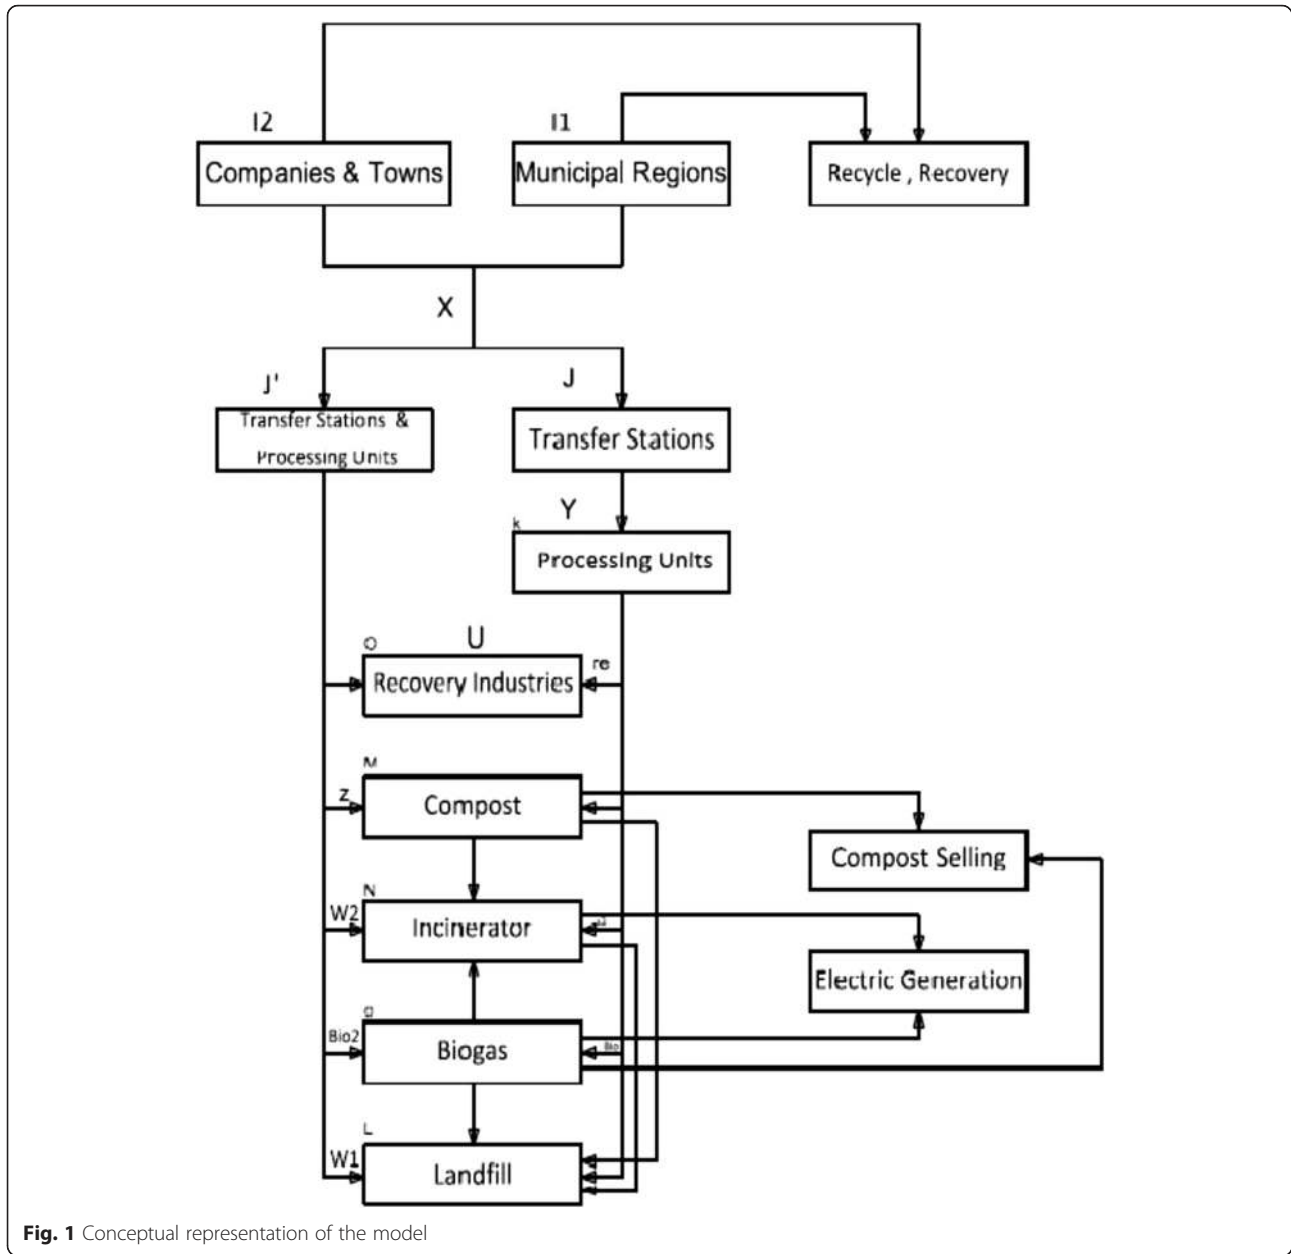 I2
I1
Companies & Towns
Municipal Regions
Recycle , Recovery
X
J'
J
Transfer Stations &
Processing Units
Transfer Stations
Y
k
Processing Units
O
U
Recovery Industries
re
M
z
Compost
Compost Selling
N
W2
Incinerator
Electric Generation
Bio2
Biogas
Bio
L
W1
Landfill
Fig. 1 Conceptual representation of the model